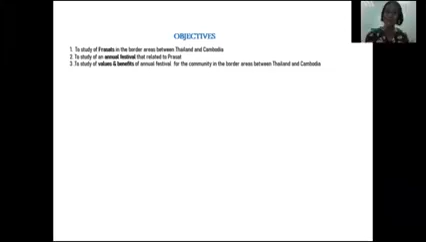 OBJECTIVES
1. To study of Prasats in the border areas between Thailand and Cambodia
2. To study of an annual festival that related to Prasat
3. To study of values & benefits of annual festival for the community in the border areas between Thailand and Cambodia